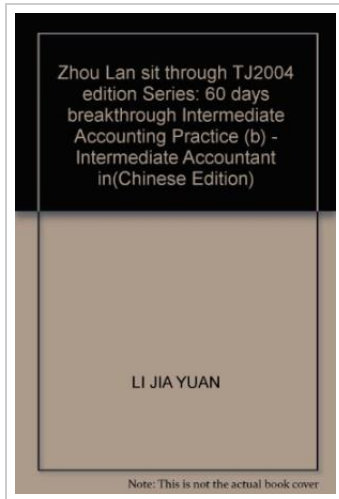 Zhou Lan sit through TJ2004
edition Series: 60 days
breakthrough Intermediate
Accounting Practice (b) -
Intermediate Accountant
in(Chinese Edition)
LI JIA YUAN
Note: This is not the actual book cover